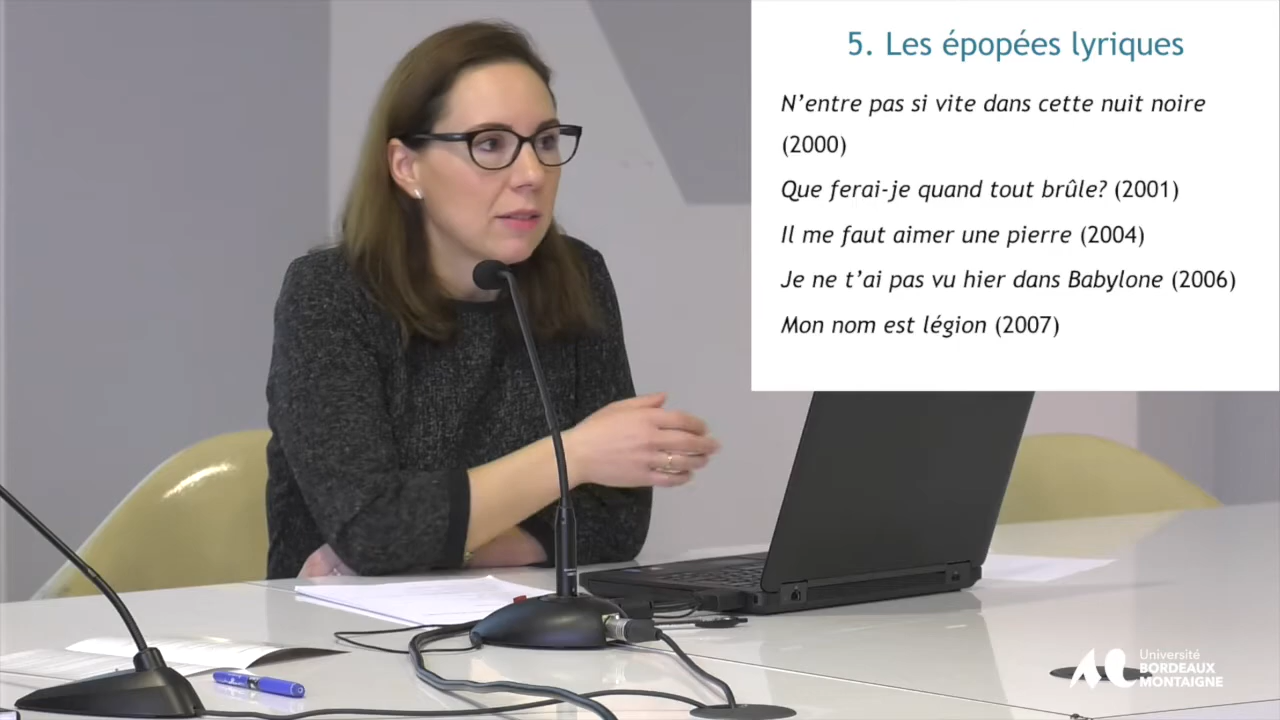 5. Les épopées lyriques
N’entre pas si vite dans cette nuit noire
(2000)
Que ferai-je quand tout brûle? (2001)
Il me faut aimer une pierre (2004)
Je ne t’ai pas vu hier dans Babylone (2006)
Mon nom est légion (2007)
Université
BORDEAUX
MONTAIGNE